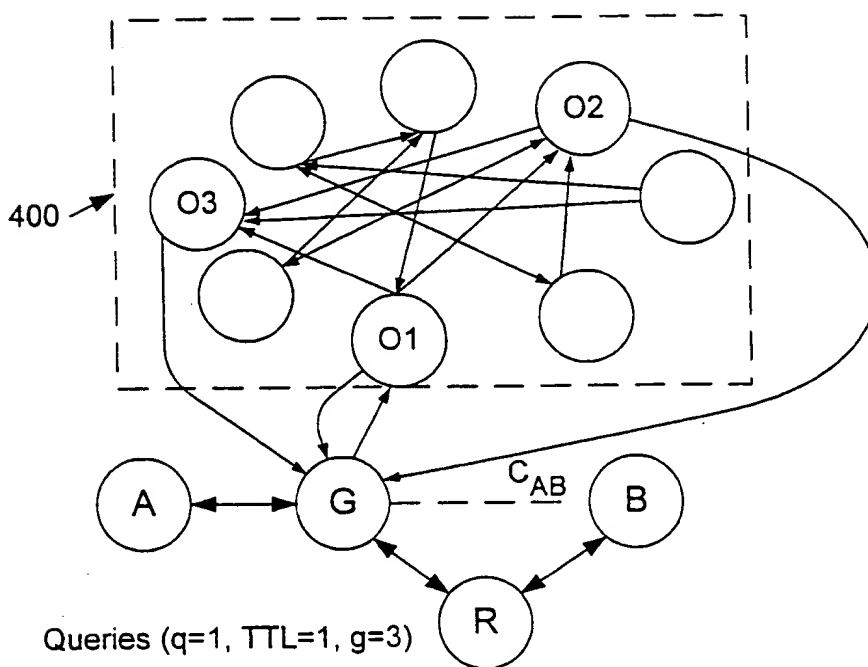 O2
400
O3
O1
C_AB
A
G
B
R
Queries (q=1, TTL=1, g=3)